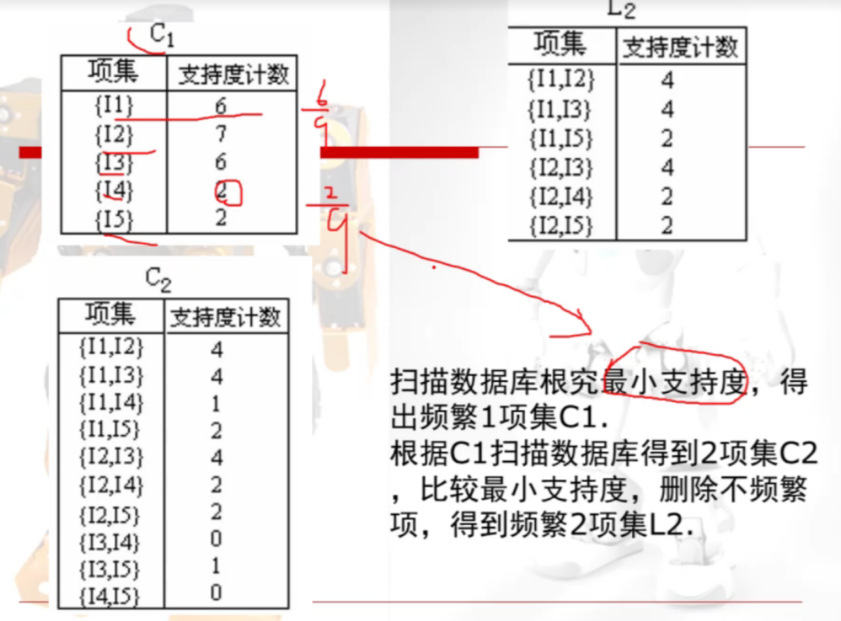 C1
项集 支持度计数
{I1} 6
{I2} 7
{I3} 6
{I4} 2
{I5} 2
6
9
2
9
L2
项集 支持度计数
{I1,I2} 4
{I1,I3} 4
{I1,I5} 2
{I2,I3} 4
{I2,I4} 2
{I2,I5} 2
C2
项集 支持度计数
{I1,I2} 4
{I1,I3} 4
{I1,I4} 1
{I1,I5} 2
{I2,I3} 4
{I2,I4} 2
{I2,I5} 2
{I3,I4} 0
{I3,I5} 1
{I4,I5} 0
扫描数据库根究最小支持度，得
出频繁1项集C1.
根据C1扫描数据库得到2项集C2
，比较最小支持度，删除不频繁
项，得到频繁2项集L2.